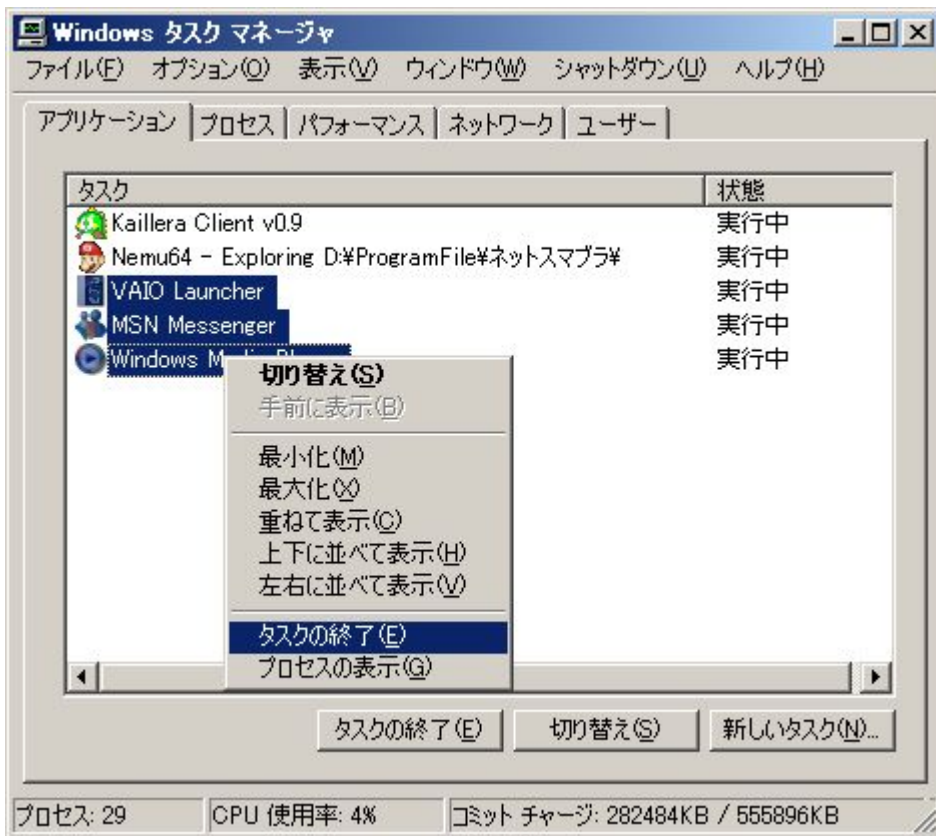 Windows タスク マネージャ
ファイル(F) オプション(O) 表示(V) ウィンドウ(W) シャットダウン(U) ヘルプ(H)
アプリケーション プロセス パフォーマンス ネットワーク ユーザー
タスク 状態
Kaillera Client v0.9 実行中
Nemu64 - Exploring D:¥ProgramFile¥ネットスマブラ¥ 実行中
VAIO Launcher 実行中
MSN Messenger 実行中
Windows 実行中
切り替え(S)
手前に表示(B)
最小化(M)
最大化(X)
重ねて表示(C)
上下に並べて表示(H)
左右に並べて表示(V)
タスクの終了(E)
プロセスの表示(G)
タスクの終了(E) 切り替え(S) 新しいタスク(N)...
プロセス: 29 CPU 使用率: 4% コミット チャージ: 282484KB / 555896KB